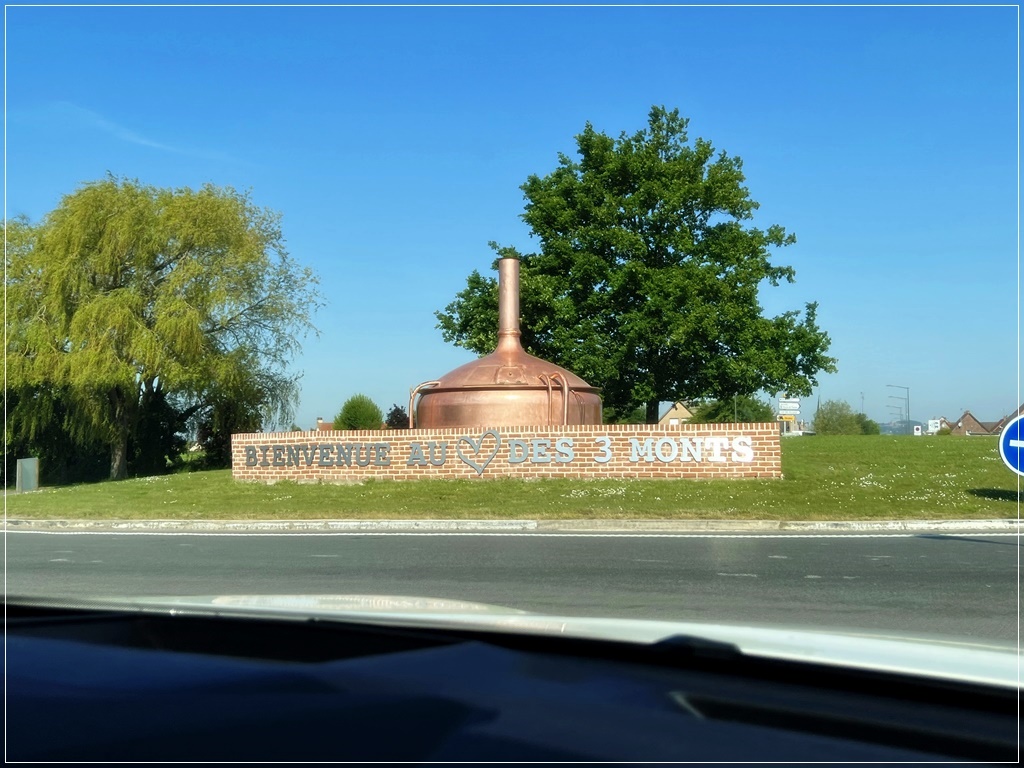 BIENVENUE AU ♡ DES 3 MONTS